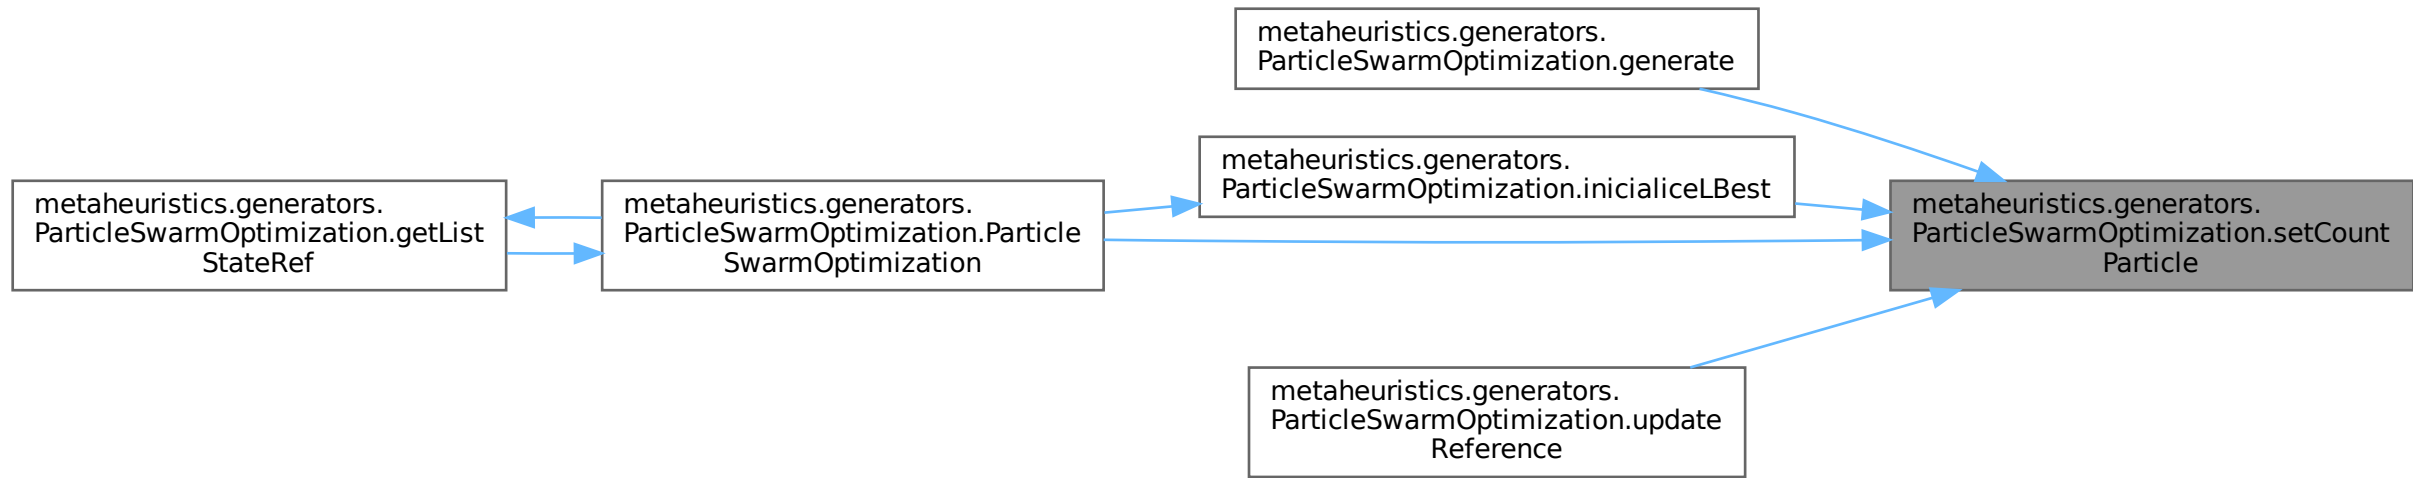 metaheuristics.generators.
ParticleSwarmOptimization.generate
metaheuristics.generators.
ParticleSwarmOptimization.inicialiceLBest
metaheuristics.generators.
ParticleSwarmOptimization.getList
StateRef
metaheuristics.generators.
ParticleSwarmOptimization.Particle
SwarmOptimization
metaheuristics.generators.
ParticleSwarmOptimization.setCount
Particle
metaheuristics.generators.
ParticleSwarmOptimization.update
Reference